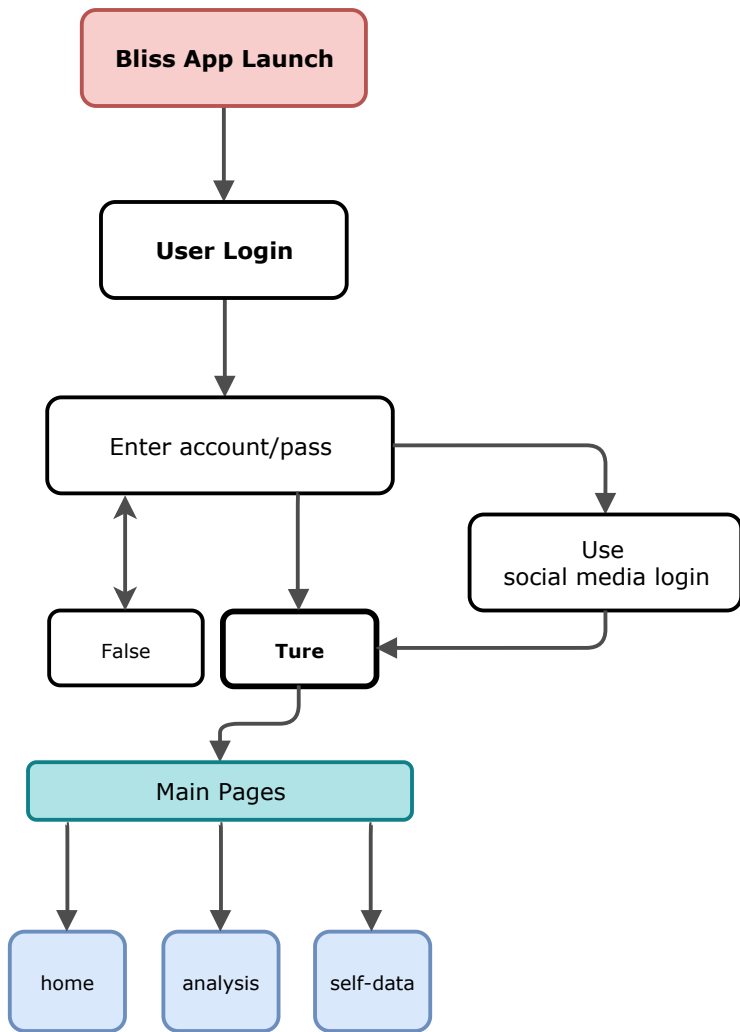 Bliss App Launch
User Login
Enter account/pass
Use
social media login
False
Ture
Main Pages
home
analysis
self-data